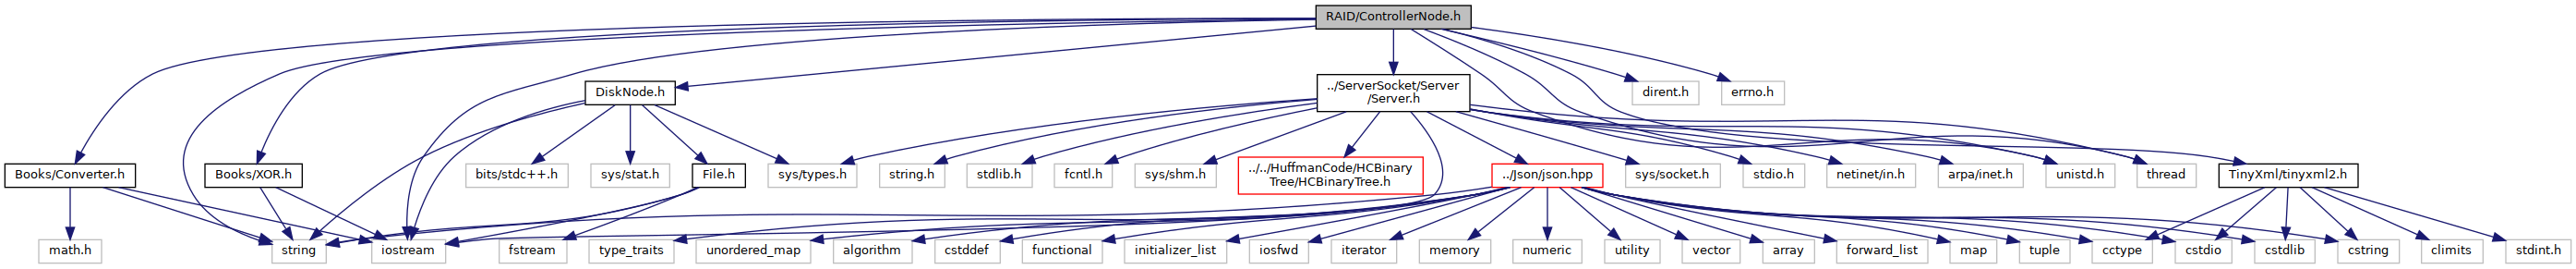 RAID/ControllerNode.h
DiskNode.h
../ServerSocket/Server
/Server.h
dirent.h
errno.h
Books/Converter.h
Books/XOR.h
bits/stdc++.h
sys/stat.h
File.h
sys/types.h
string.h
stdlib.h
fcntl.h
sys/shm.h
../../HuffmanCode/HCBinary
Tree/HCBinaryTree.h
../Json/json.hpp
sys/socket.h
stdio.h
netinet/in.h
arpa/inet.h
unistd.h
thread
TinyXml/tinyxml2.h
math.h
string
iostream
fstream
type_traits
unordered_map
algorithm
cstddef
functional
initializer_list
iosfwd
iterator
memory
numeric
utility
vector
array
forward_list
map
tuple
cctype
cstdio
cstdlib
cstring
climits
stdint.h